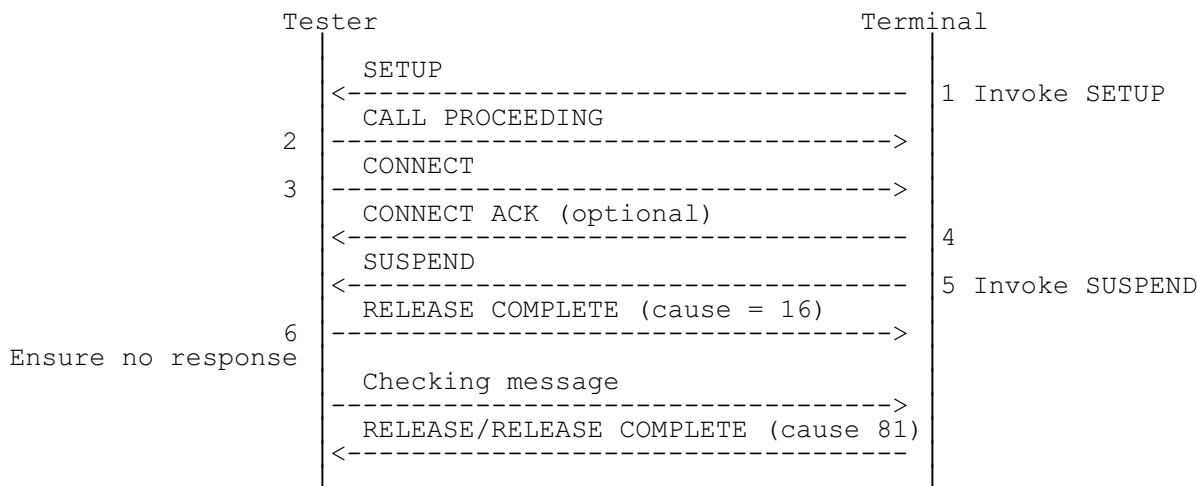 Tester Terminal
SETUP
1 Invoke SETUP
CALL PROCEEDING
2
CONNECT
3
CONNECT ACK (optional)
4
SUSPEND
5 Invoke SUSPEND
RELEASE COMPLETE (cause = 16)
6
Ensure no response
Checking message
RELEASE/RELEASE COMPLETE (cause 81)